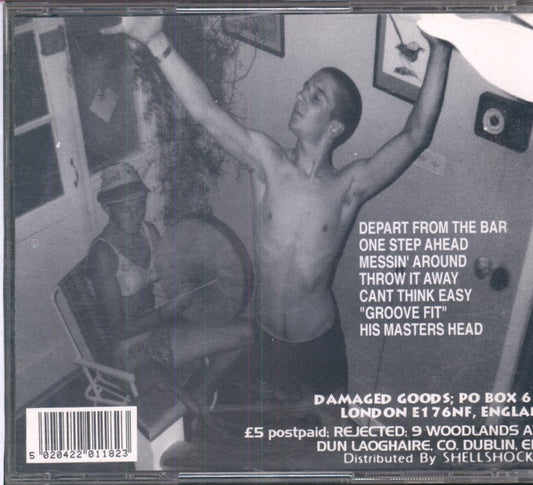 DEPART FROM THE BAR
ONE STEP AHEAD
MESSIN' AROUND
THROW IT AWAY
CANT THINK EASY
"GROOVE FIT"
HIS MASTERS HEAD
DAMAGED GOODS; PO BOX 6
LONDON E176NF, ENGLA
£5 postpaid: REJECTED: 9 WOODLANDS A
DUN LAOGHAIRE, CO. DUBLIN, E
Distributed By SHELLSHOCK
5 020422 011023